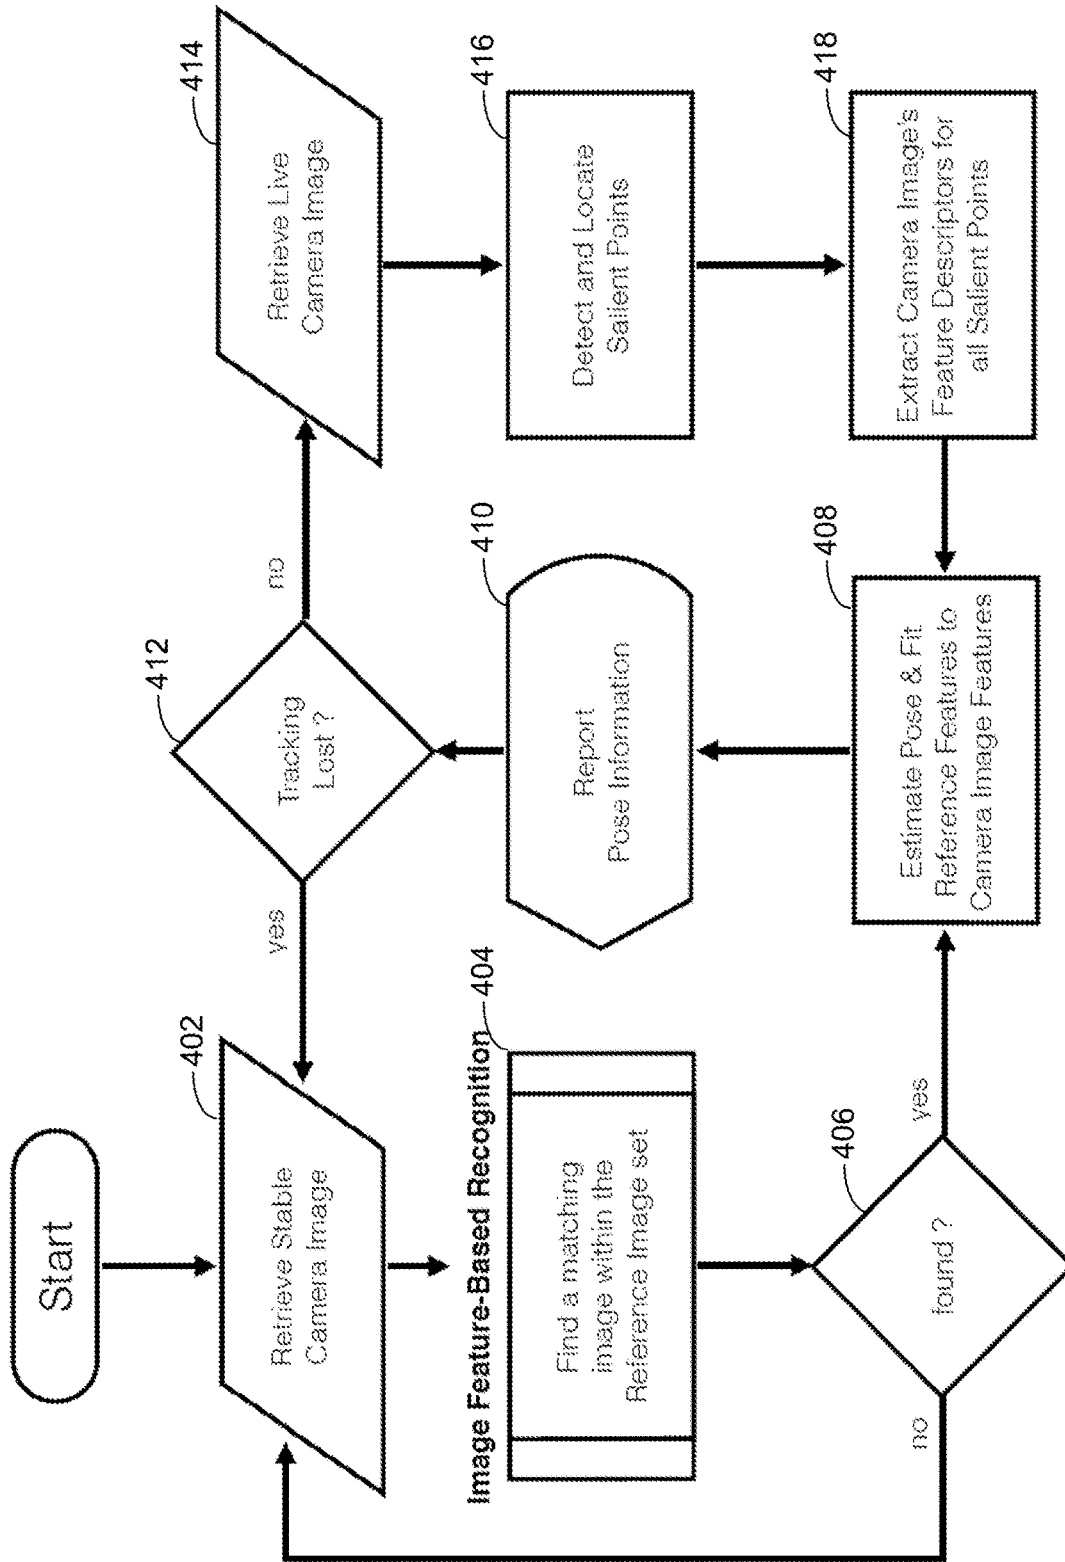 Start
402
Retrieve Stable
Camera Image
Image Feature-Based Recognition
404
Find a matching
image within the
Reference Image set
406
found ?
no
yes
408
Estimate Pose & Fit
Reference Features to
Camera Image Features
410
Report
Pose Information
412
Tracking
Lost ?
yes
no
414
Retrieve Live
Camera Image
416
Detect and Locate
Salient Points
418
Extract Camera Image's
Feature Descriptors for
all Salient Points